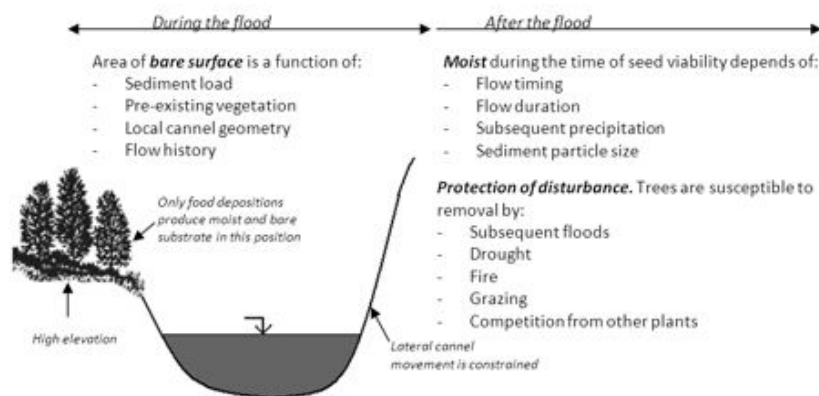 During the flood
After the flood
Area of bare surface is a function of:
- Sediment load
- Pre-existing vegetation
- Local cannel geometry
- Flow history
Moist during the time of seed viability depends of:
- Flow timing
- Flow duration
- Subsequent precipitation
- Sediment particle size
Only food depositions
produce moist and bare
substrate in this position
Protection of disturbance. Trees are susceptible to
removal by:
- Subsequent floods
- Drought
- Fire
- Grazing
- Competition from other plants
High elevation
Lateral cannel
movement is constrained